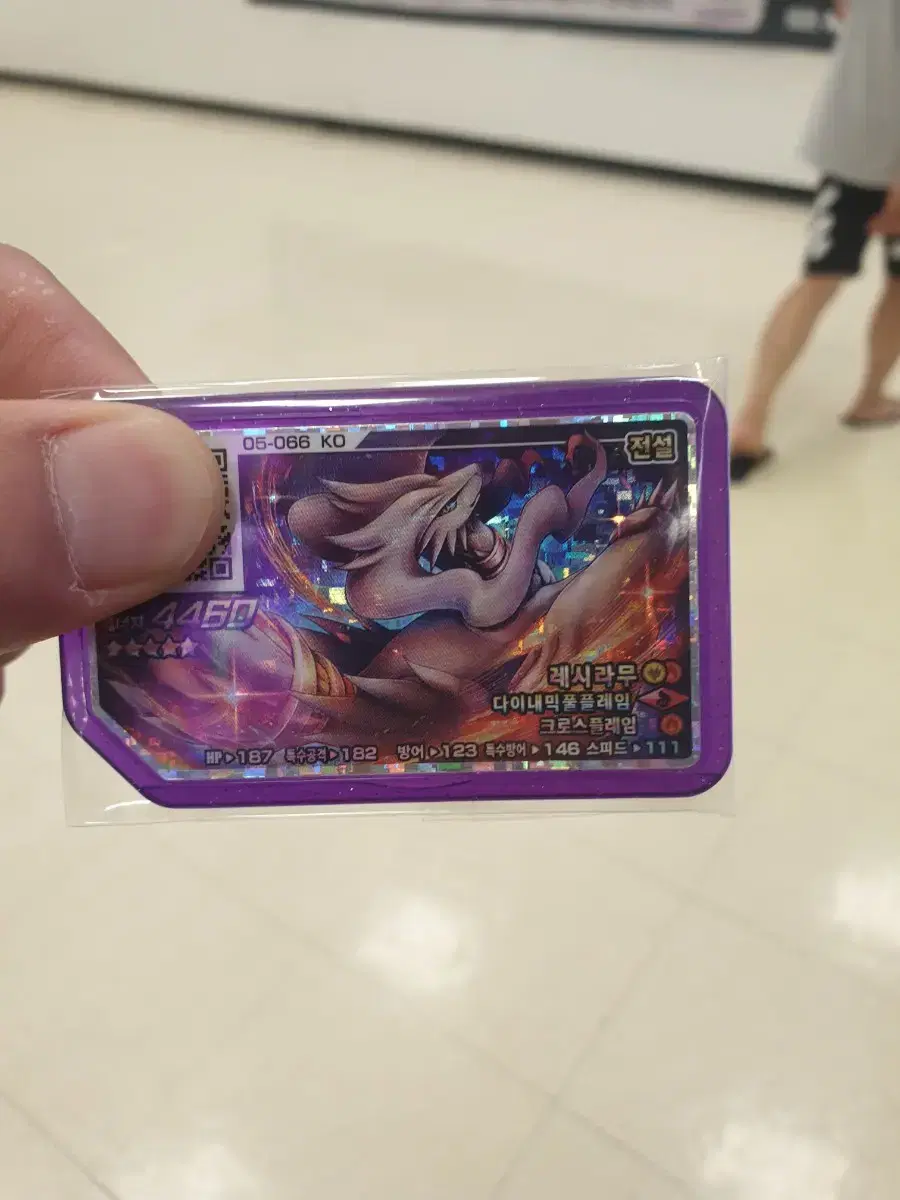 05-066 KO
전설
4460
레시라무
다이내믹풀플레임
크로스플레임
HP▶187 특수공격▶182 방어▶123 특수방어▶146 스피드▶111